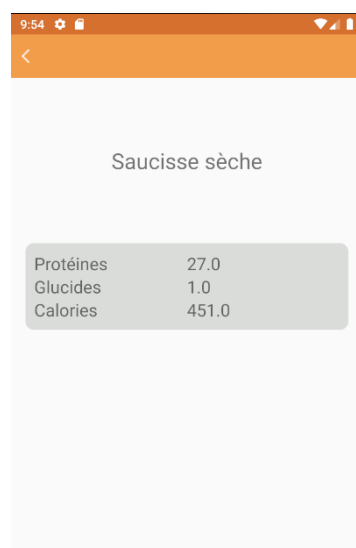 9:54
Saucisse sèche
Protéines 27.0
Glucides 1.0
Calories 451.0